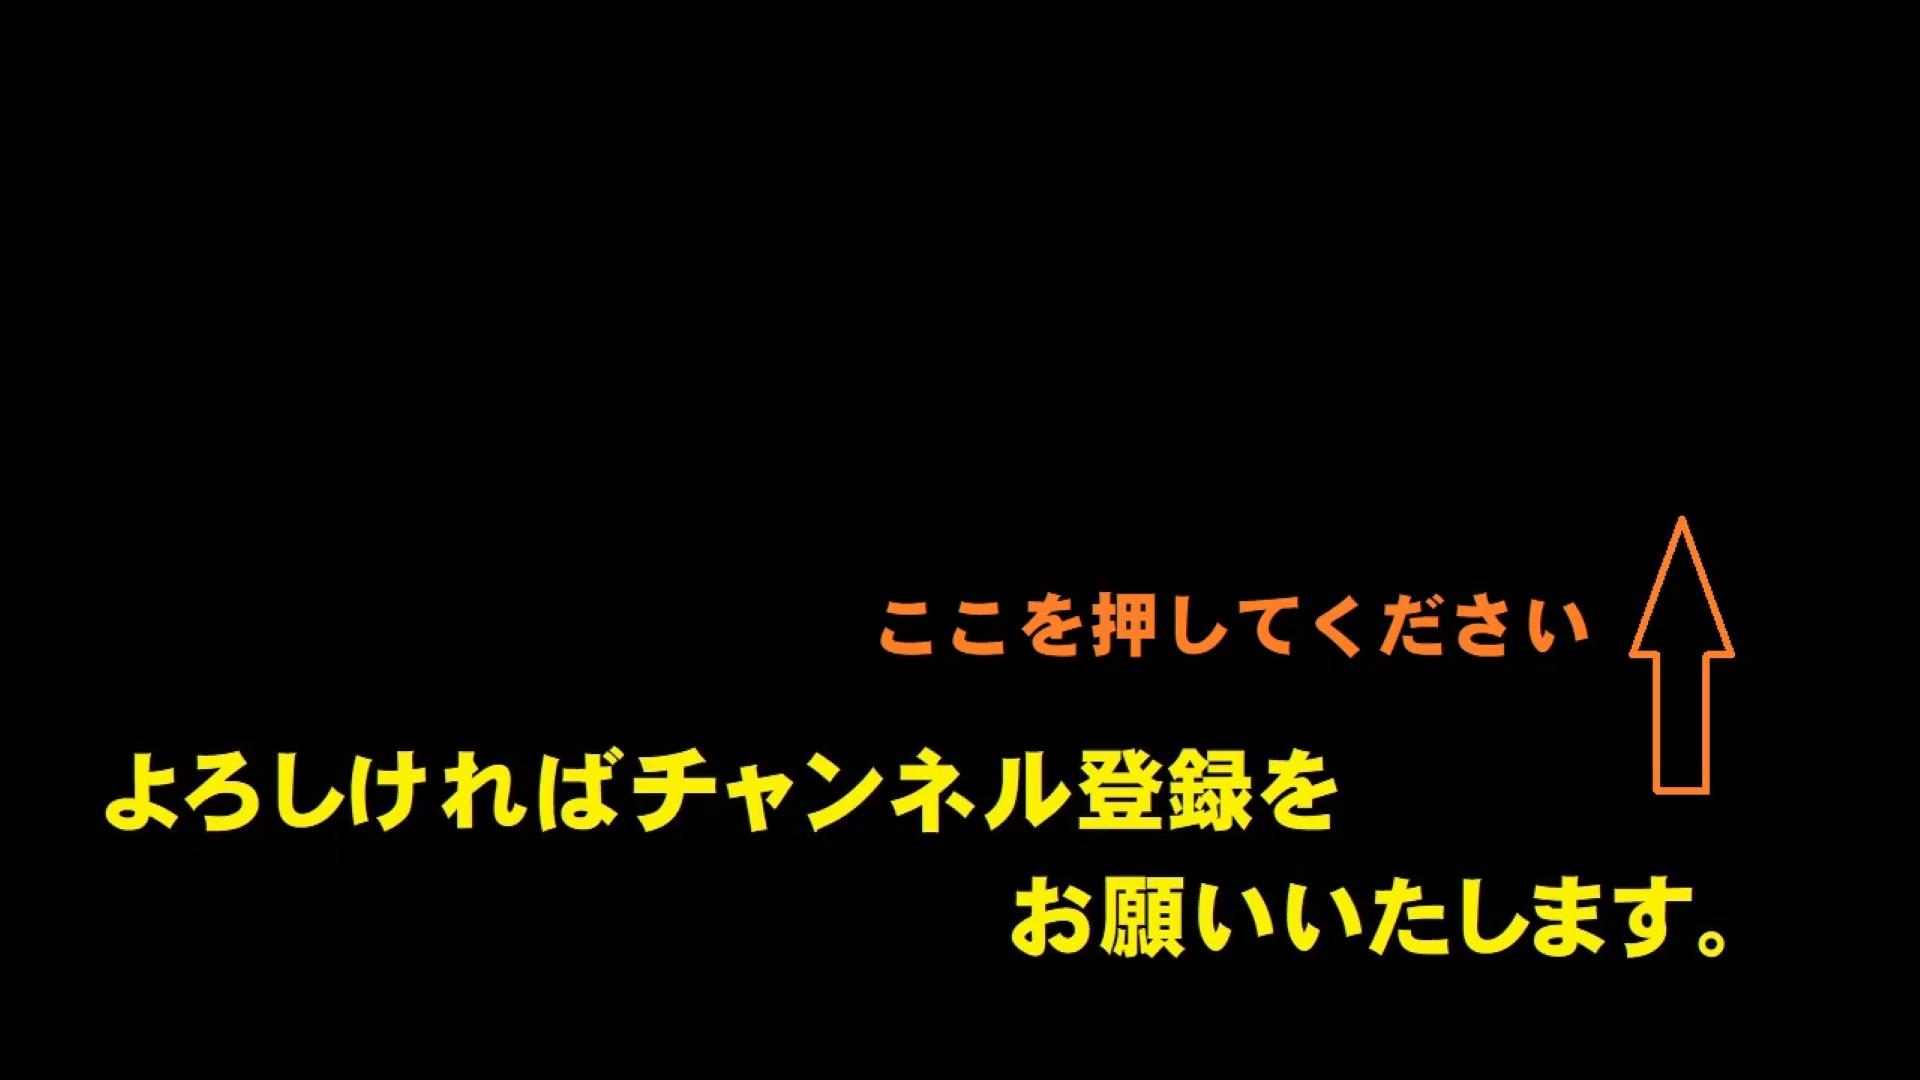 ここを押してください
よろしければチャンネル登録を
お願いいたします。